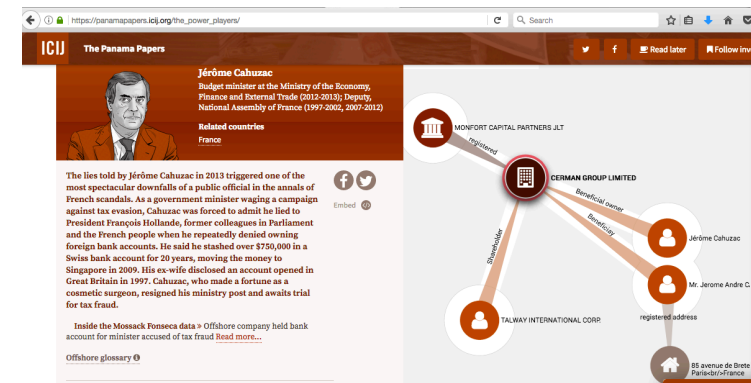 https://panamapapers.icij.org/the_power_players/
Search
ICIJ
The Panama Papers
Read later
Follow inv
Jérôme Cahuzac
Budget minister at the Ministry of the Economy,
Finance and External Trade (2012-2013); Deputy,
National Assembly of France (1997-2002, 2007-2012)
Related countries
France
The lies told by Jérôme Cahuzac in 2013 triggered one of the
most spectacular downfalls of a public official in the annals of
French scandals. As a government minister waging a campaign
against tax evasion, Cahuzac was forced to admit he lied to
President François Hollande, former colleagues in Parliament
and the French people when he repeatedly denied owning
foreign bank accounts. He said he stashed over $750,000 in a
Swiss bank account for 20 years, moving the money to
Singapore in 2009. His ex-wife disclosed an account opened in
Great Britain in 1997. Cahuzac, who made a fortune as a
cosmetic surgeon, resigned his ministry post and awaits trial
for tax fraud.
Embed
Inside the Mossack Fonseca data » Offshore company held bank
account for minister accused of tax fraud Read more...
Offshore glossary
MONFORT CAPITAL PARTNERS JLT
registered
CERMAN GROUP LIMITED
Beneficial owner
Beneficiay
Shareholder
Jérôme Cahuzac
Mr. Jerome Andre C
TALWAY INTERNATIONAL CORP.
registered address
85 avenue de Brete
Paris<br/>France